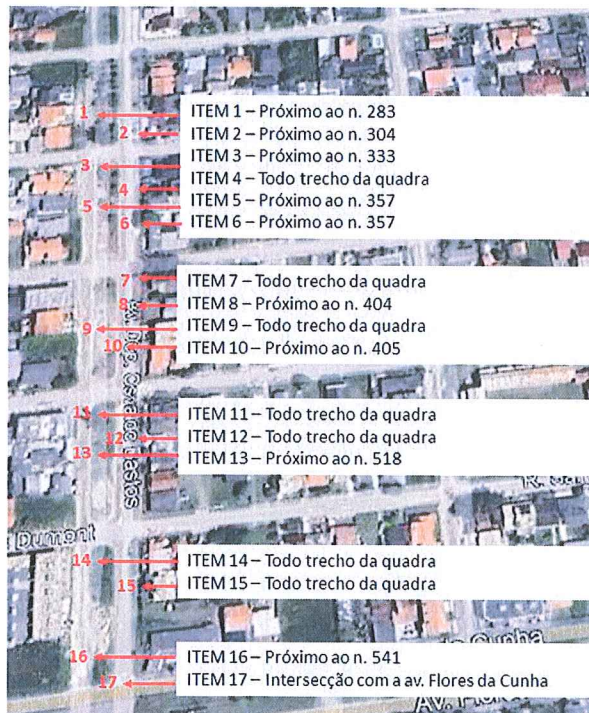 1
ITEM 1 – Próximo ao n. 283
2
ITEM 2 – Próximo ao n. 304
3
ITEM 3 – Próximo ao n. 333
4
ITEM 4 – Todo trecho da quadra
5
ITEM 5 – Próximo ao n. 357
6
ITEM 6 – Próximo ao n. 357
7
ITEM 7 – Todo trecho da quadra
8
ITEM 8 – Próximo ao n. 404
9
ITEM 9 – Todo trecho da quadra
10
ITEM 10 – Próximo ao n. 405
11
ITEM 11 – Todo trecho da quadra
12
ITEM 12 – Todo trecho da quadra
13
ITEM 13 – Próximo ao n. 518
R.
Dumont
14
ITEM 14 – Todo trecho da quadra
15
ITEM 15 – Todo trecho da quadra
Cunha
16
ITEM 16 – Próximo ao n. 541
17
ITEM 17 – Intersecção com a av. Flores da Cunha
Av.